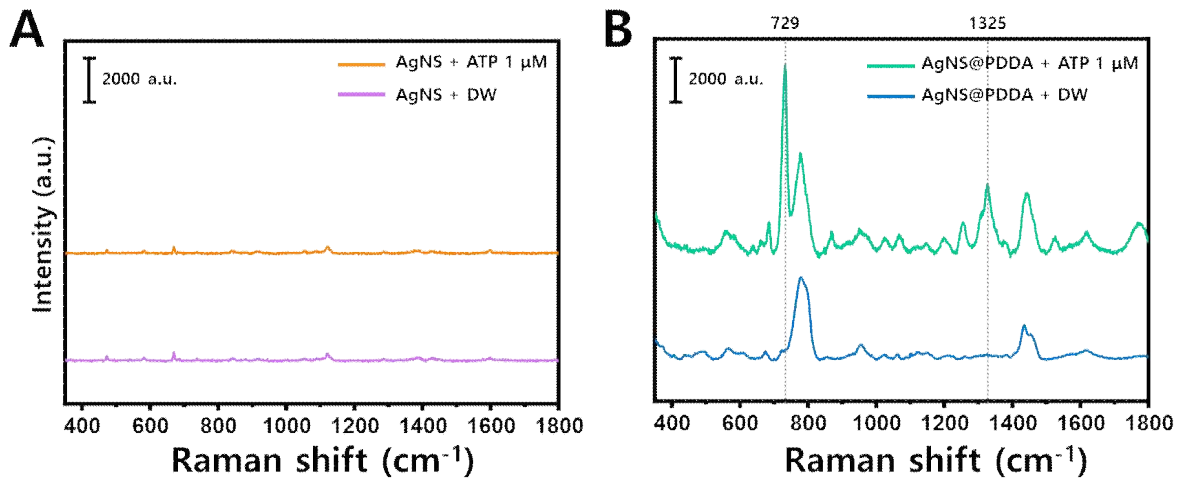 A
2000 a.u.
AgNS + ATP 1 μM
AgNS + DW
Intensity (a.u.)
400 600 800 1000 1200 1400 1600 1800
Raman shift (cm-1)
B
729 1325
2000 a.u.
AgNS@PDDA + ATP 1 μM
AgNS@PDDA + DW
400 600 800 1000 1200 1400 1600 1800
Raman shift (cm-1)